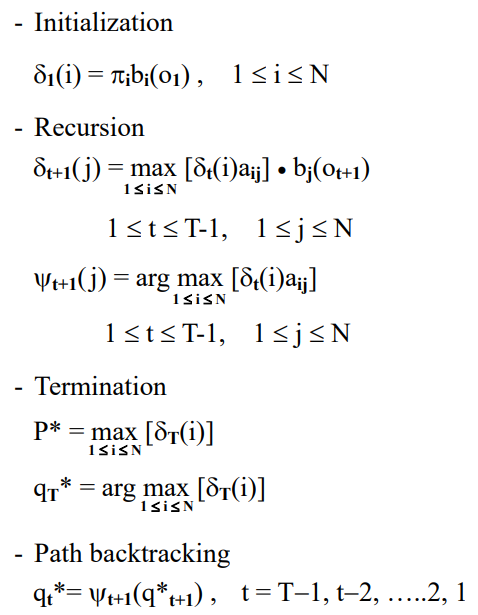 - Initialization
δ₁(i) = πᵢbᵢ(o₁) , 1 ≤ i ≤ N
- Recursion
δₜ₊₁(j) = max [δₜ(i)aᵢⱼ] • bⱼ(oₜ₊₁)
1≤i≤N
1 ≤ t ≤ T-1, 1 ≤ j ≤ N
ψₜ₊₁(j) = arg max [δₜ(i)aᵢⱼ]
1≤i≤N
1 ≤ t ≤ T-1, 1 ≤ j ≤ N
- Termination
P* = max [δT(i)]
1≤i≤N
qT* = arg max [δT(i)]
1≤i≤N
- Path backtracking
qₜ*= ψₜ₊₁(q*ₜ₊₁) , t = T–1, t–2, …..2, 1